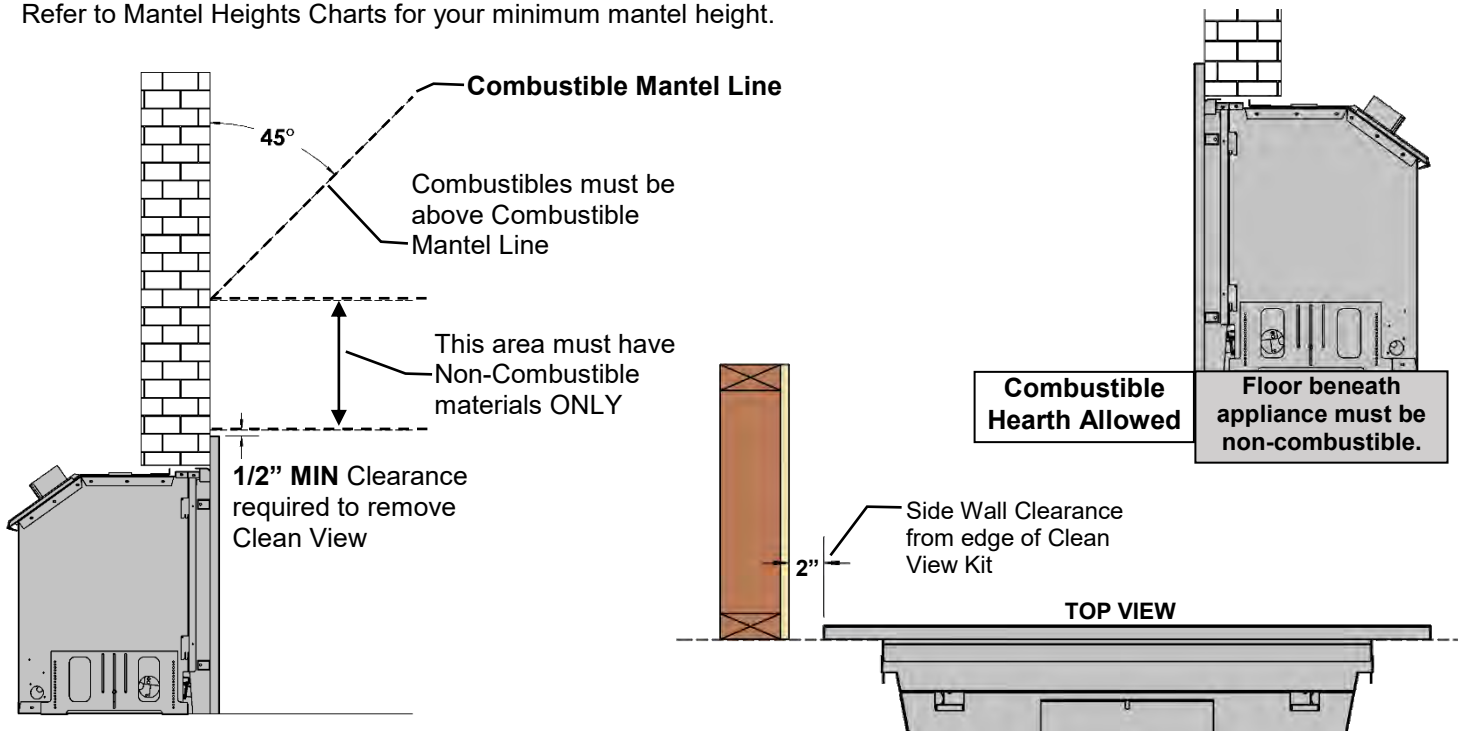 Refer to Mantel Heights Charts for your minimum mantel height.
Combustible Mantel Line
45°
Combustibles must be
above Combustible
Mantel Line
This area must have
Non-Combustible
materials ONLY
1/2” MIN Clearance
required to remove
Clean View
Combustible
Hearth Allowed
Floor beneath
appliance must be
non-combustible.
Side Wall Clearance
from edge of Clean
View Kit
2”
TOP VIEW